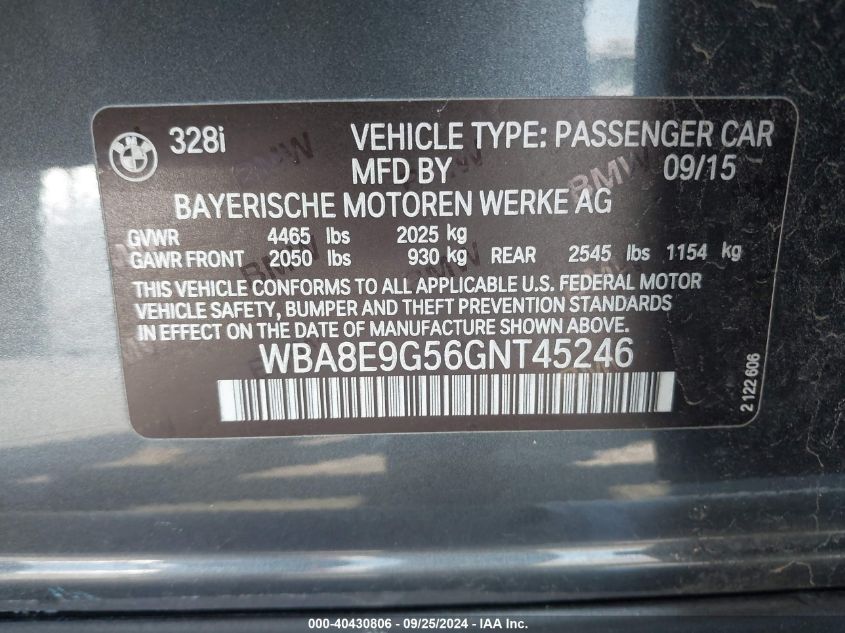 BMW
328i
VEHICLE TYPE: PASSENGER CAR
MFD BY 09/15
BAYERISCHE MOTOREN WERKE AG
GVWR 4465 lbs 2025 kg
GAWR FRONT 2050 lbs 930 kg REAR 2545 lbs 1154 kg
THIS VEHICLE CONFORMS TO ALL APPLICABLE U.S. FEDERAL MOTOR
VEHICLE SAFETY, BUMPER AND THEFT PREVENTION STANDARDS
IN EFFECT ON THE DATE OF MANUFACTURE SHOWN ABOVE.
WBA8E9G56GNT45246
2 122 606
000-40430806 - 09/25/2024 - IAA Inc.